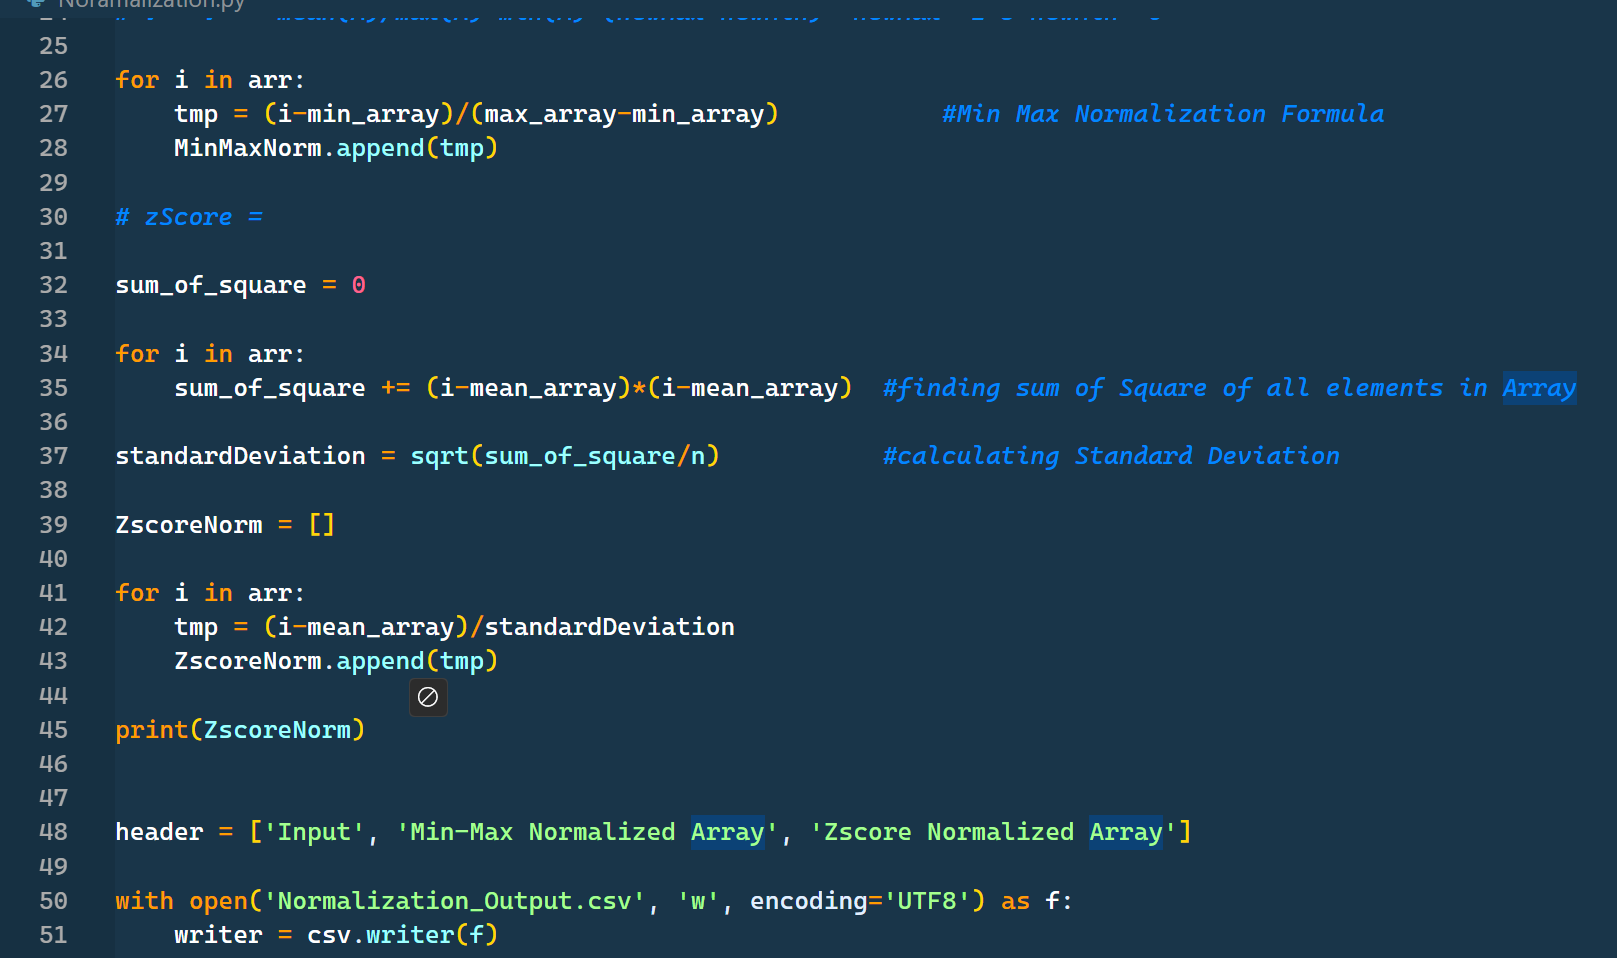 Noramalization.py
25
26 for i in arr:
27 tmp = (i-min_array)/(max_array-min_array) #Min Max Normalization Formula
28 MinMaxNorm.append(tmp)
29
30 # zScore =
31
32 sum_of_square = 0
33
34 for i in arr:
35 sum_of_square += (i-mean_array)*(i-mean_array) #finding sum of Square of all elements in Array
36
37 standardDeviation = sqrt(sum_of_square/n) #calculating Standard Deviation
38
39 ZscoreNorm = []
40
41 for i in arr:
42 tmp = (i-mean_array)/standardDeviation
43 ZscoreNorm.append(tmp)
44
45 print(ZscoreNorm)
46
47
48 header = ['Input', 'Min-Max Normalized Array', 'Zscore Normalized Array']
49
50 with open('Normalization_Output.csv', 'w', encoding='UTF8') as f:
51 writer = csv.writer(f)